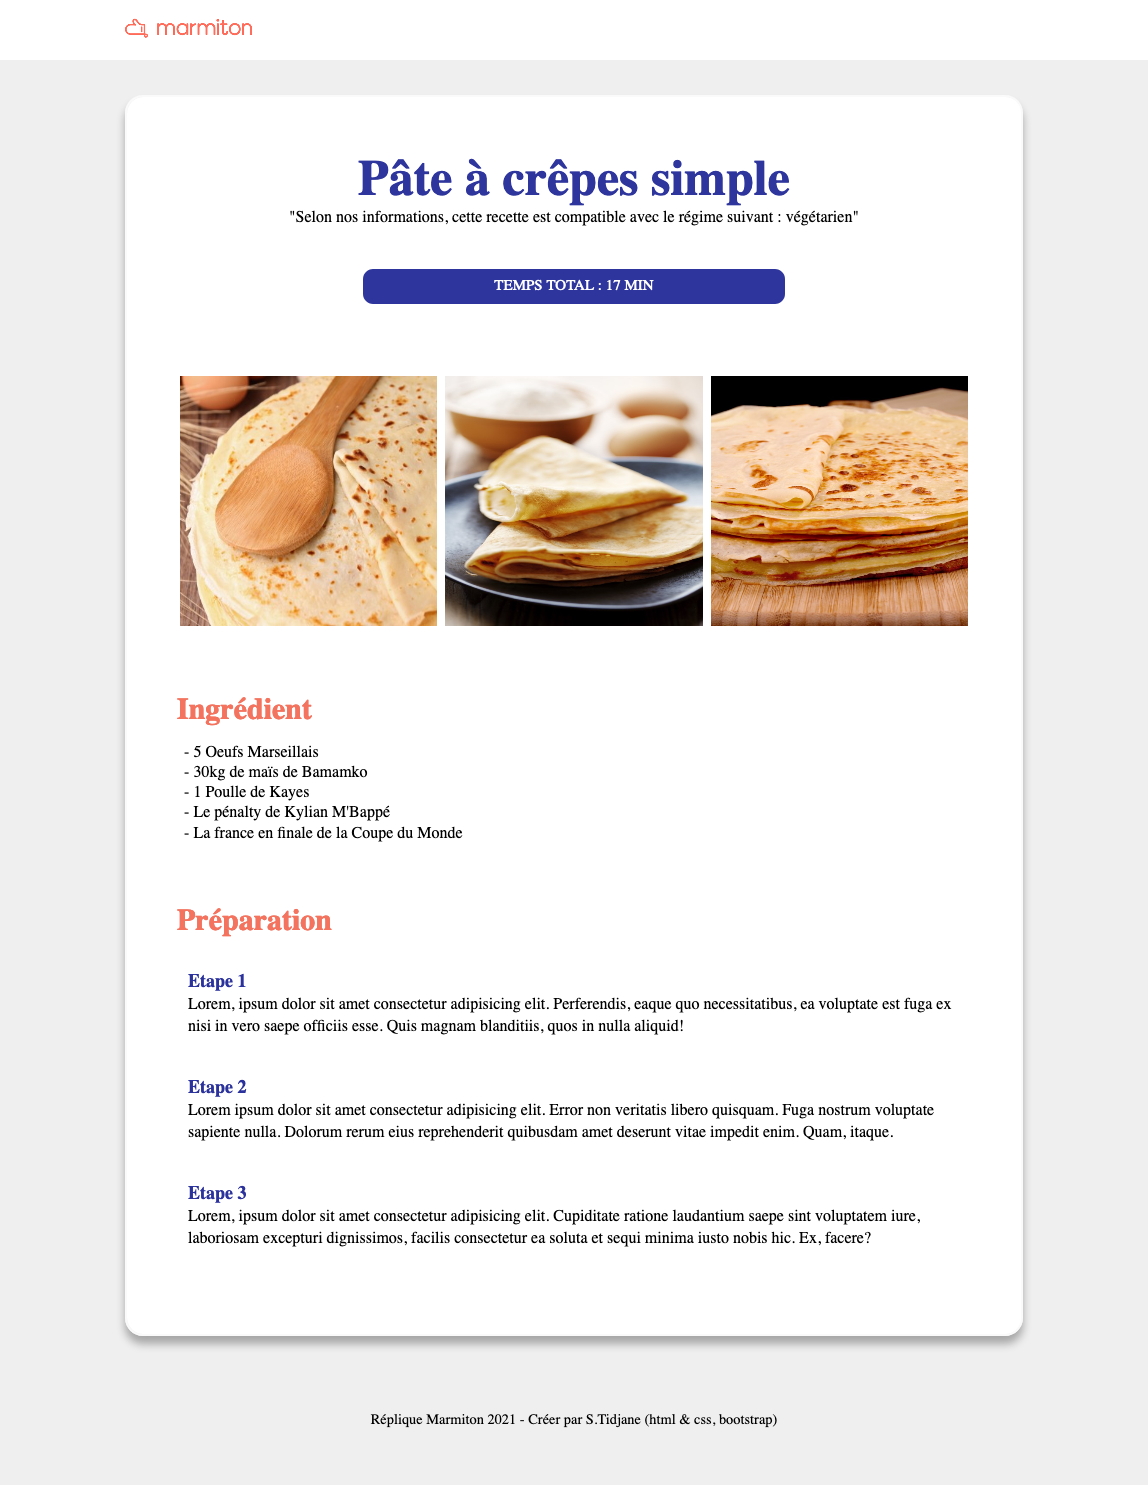 marmiton
Pâte à crêpes simple
"Selon nos informations, cette recette est compatible avec le régime suivant : végétarien"
TEMPS TOTAL : 17 MIN
Ingrédient
- 5 Oeufs Marseillais
- 30kg de maïs de Bamamko
- 1 Poulle de Kayes
- Le pénalty de Kylian M'Bappé
- La france en finale de la Coupe du Monde
Préparation
Etape 1
Lorem, ipsum dolor sit amet consectetur adipisicing elit. Perferendis, eaque quo necessitatibus, ea voluptate est fuga ex
nisi in vero saepe officiis esse. Quis magnam blanditiis, quos in nulla aliquid!
Etape 2
Lorem ipsum dolor sit amet consectetur adipisicing elit. Error non veritatis libero quisquam. Fuga nostrum voluptate
sapiente nulla. Dolorum rerum eius reprehenderit quibusdam amet deserunt vitae impedit enim. Quam, itaque.
Etape 3
Lorem, ipsum dolor sit amet consectetur adipisicing elit. Cupiditate ratione laudantium saepe sint voluptatem iure,
laboriosam excepturi dignissimos, facilis consectetur ea soluta et sequi minima iusto nobis hic. Ex, facere?
Réplique Marmiton 2021 - Créer par S.Tidjane (html & css, bootstrap)